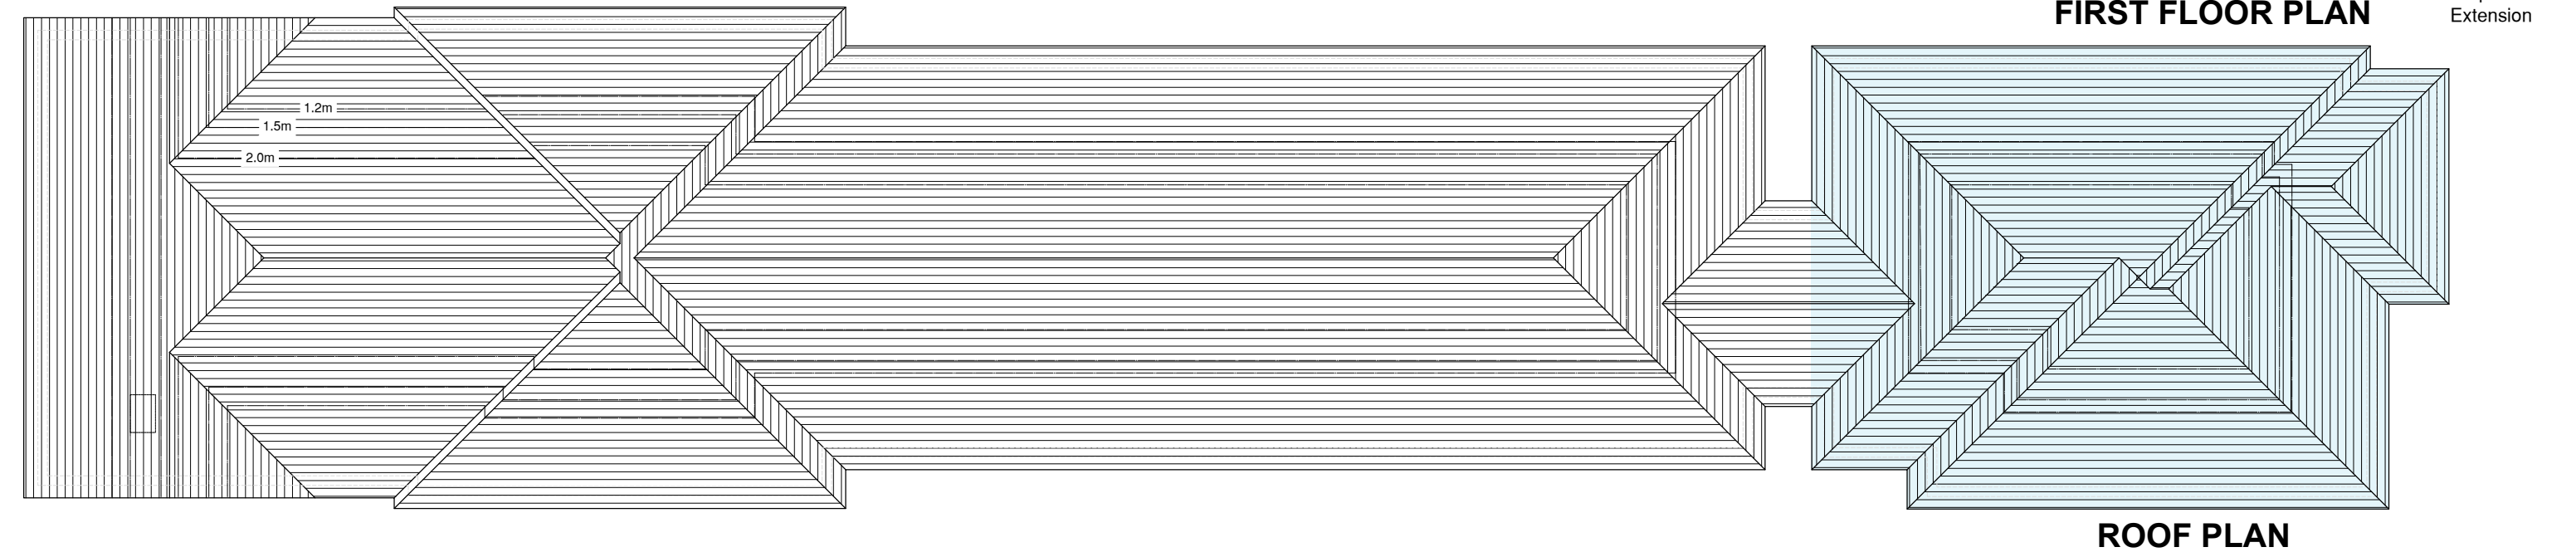 FIRST FLOOR PLAN
Extension
1.2m
1.5m
2.0m
ROOF PLAN